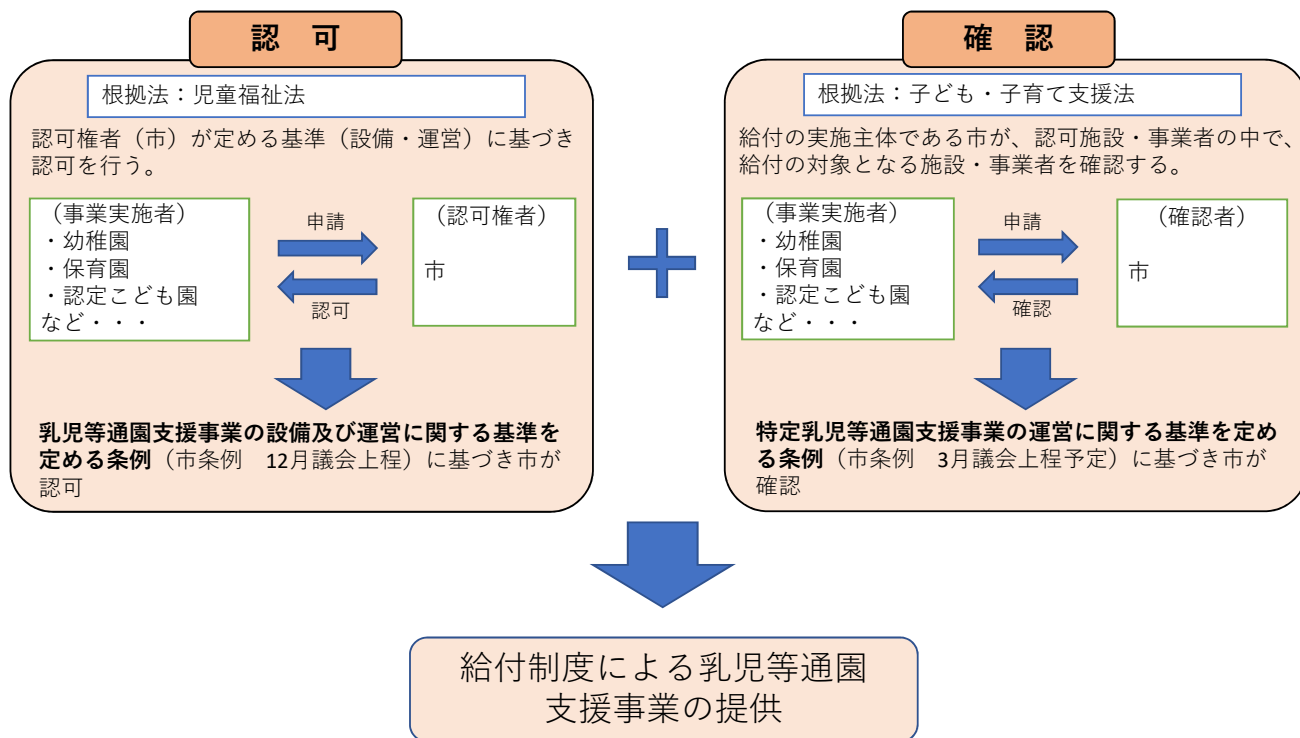 認　可
根拠法：児童福祉法
認可権者（市）が定める基準（設備・運営）に基づき
認可を行う。
（事業実施者）
・幼稚園
・保育園
・認定こども園
など・・・
申請
認可
（認可権者）
市
乳児等通園支援事業の設備及び運営に関する基準を
定める条例（市条例　12月議会上程）に基づき市が
認可
確　認
根拠法：子ども・子育て支援法
給付の実施主体である市が、認可施設・事業者の中で、
給付の対象となる施設・事業者を確認する。
（事業実施者）
・幼稚園
・保育園
・認定こども園
など・・・
申請
確認
（確認者）
市
特定乳児等通園支援事業の運営に関する基準を定め
る条例（市条例　3月議会上程予定）に基づき市が
確認
給付制度による乳児等通園
支援事業の提供